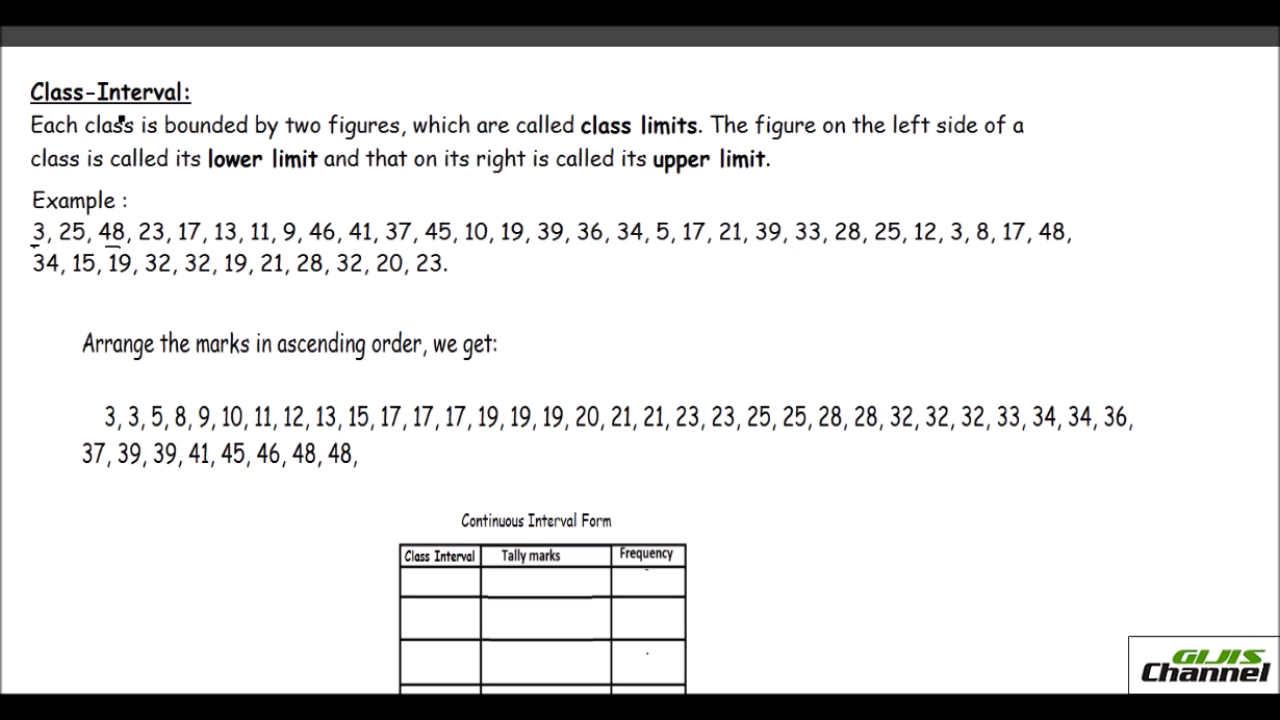 Class-Interval:
Each class is bounded by two figures, which are called class limits. The figure on the left side of a
class is called its lower limit and that on its right is called its upper limit.
Example :
3, 25, 48, 23, 17, 13, 11, 9, 46, 41, 37, 45, 10, 19, 39, 36, 34, 5, 17, 21, 39, 33, 28, 25, 12, 3, 8, 17, 48,
34, 15, 19, 32, 32, 19, 21, 28, 32, 20, 23.
Arrange the marks in ascending order, we get:
3, 3, 5, 8, 9, 10, 11, 12, 13, 15, 17, 17, 17, 19, 19, 19, 20, 21, 21, 23, 23, 25, 25, 28, 28, 32, 32, 32, 33, 34, 34, 36,
37, 39, 39, 41, 45, 46, 48, 48,
Continuous Interval Form
Class Interval Tally marks Frequency
GIJIS
Channel